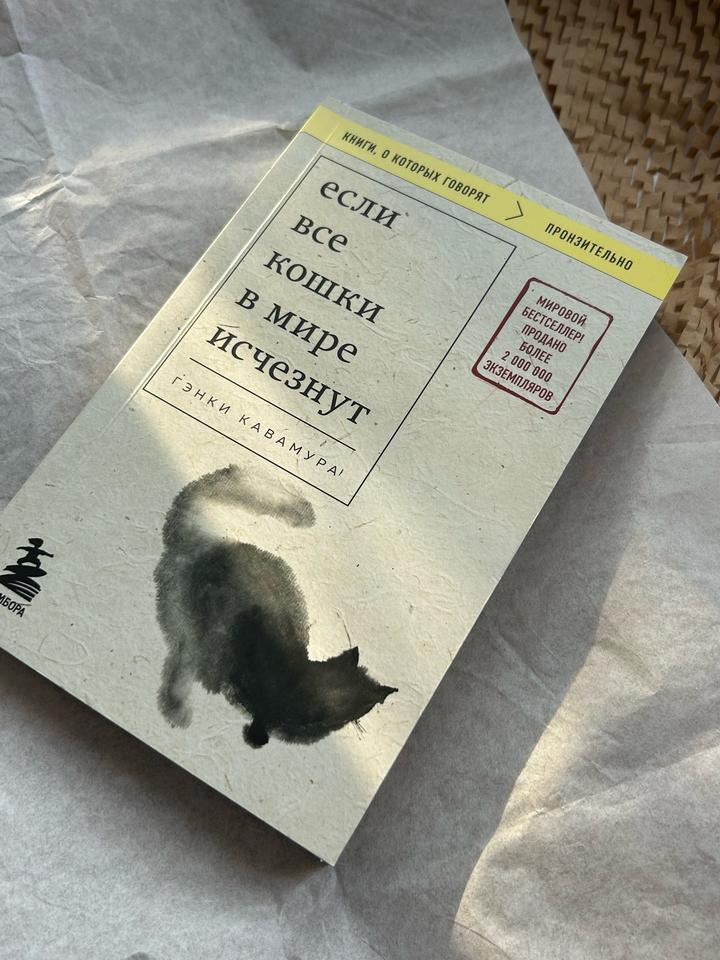 КНИГИ, О КОТОРЫХ ГОВОРЯТ > ПРОНЗИТЕЛЬНО
если
все
кошки
в мире
исчезнут
ГЭНКИ КАВАМУРА
МИРОВОЙ
БЕСТСЕЛЛЕР!
ПРОДАНО
БОЛЕЕ
2 000 000
ЭКЗЕМПЛЯРОВ